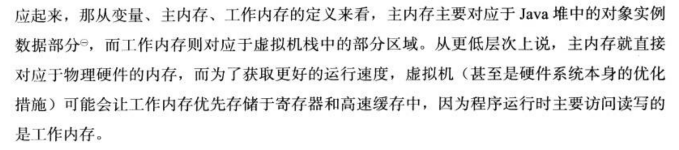 应起来，那从变量、主内存、工作内存的定义来看，主内存主要对应于 Java 堆中的对象实例
数据部分㊀，而工作内存则对应于虚拟机栈中的部分区域。从更低层次上说，主内存就直接
对应于物理硬件的内存，而为了获取更好的运行速度，虚拟机（甚至是硬件系统本身的优化
措施）可能会让工作内存优先存储于寄存器和高速缓存中，因为程序运行时主要访问读写的
是工作内存。